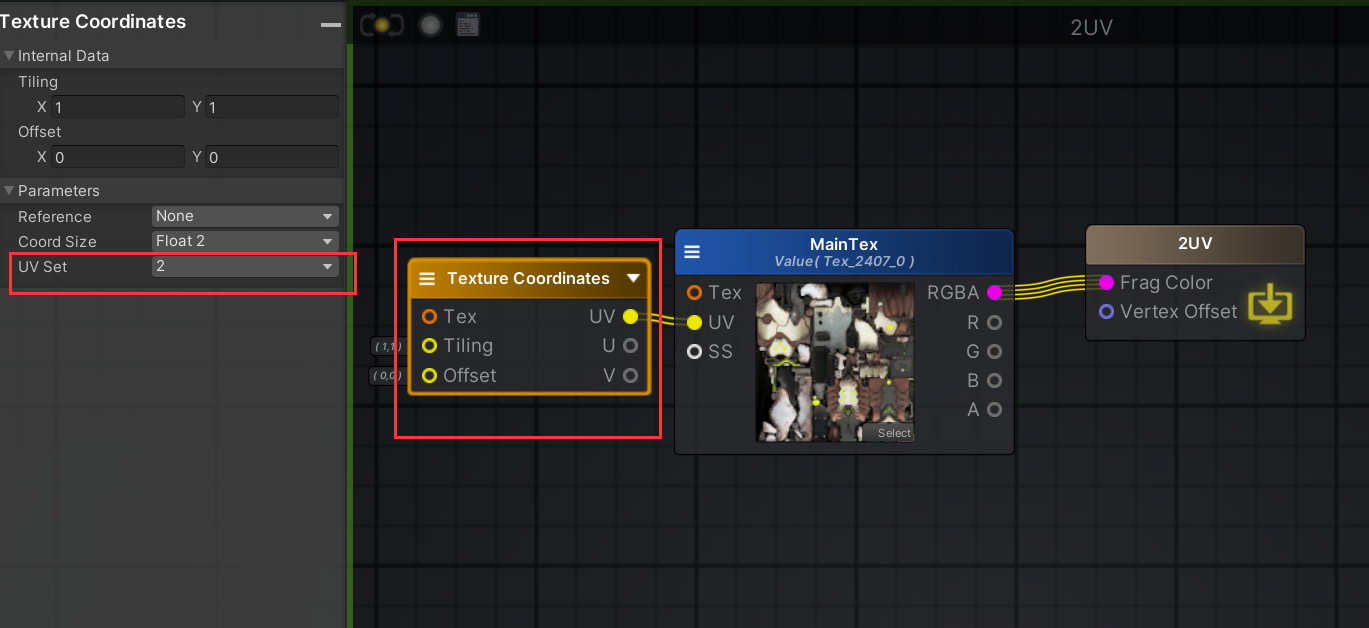 Texture Coordinates
Internal Data
Tiling
X 1 Y 1
Offset
X 0 Y 0
Parameters
Reference None
Coord Size Float 2
UV Set 2
2UV
Texture Coordinates
Tex UV
( 1,1 ) Tiling U
( 0,0 ) Offset V
MainTex
Value( Tex_2407_0 )
Tex RGBA
UV R
SS G
B
A
Select
2UV
Frag Color
Vertex Offset